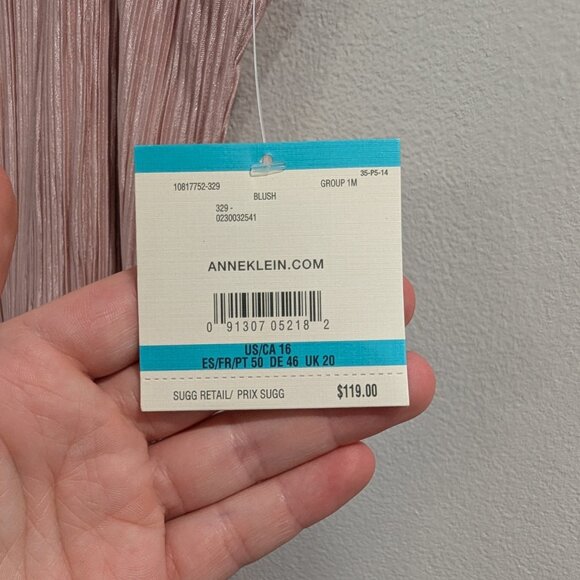 35-P5-14
10817752-329 BLUSH GROUP 1M
329 -
0230032541
ANNEKLEIN.COM
0 91307 05218 2
US/CA 16
ES/FR/PT 50 DE 46 UK 20
SUGG RETAIL/ PRIX SUGG $119.00